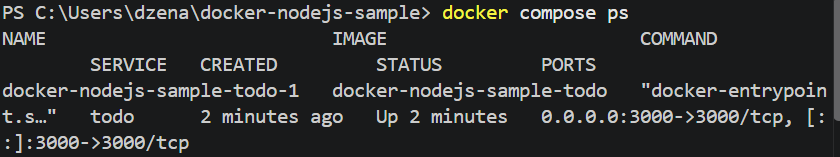 PS C:\Users\dzena\docker-nodejs-sample> docker compose ps
NAME IMAGE COMMAND
SERVICE CREATED STATUS PORTS
docker-nodejs-sample-todo-1 docker-nodejs-sample-todo "docker-entrypoin
t.s…" todo 2 minutes ago Up 2 minutes 0.0.0.0:3000->3000/tcp, [:
:]:3000->3000/tcp